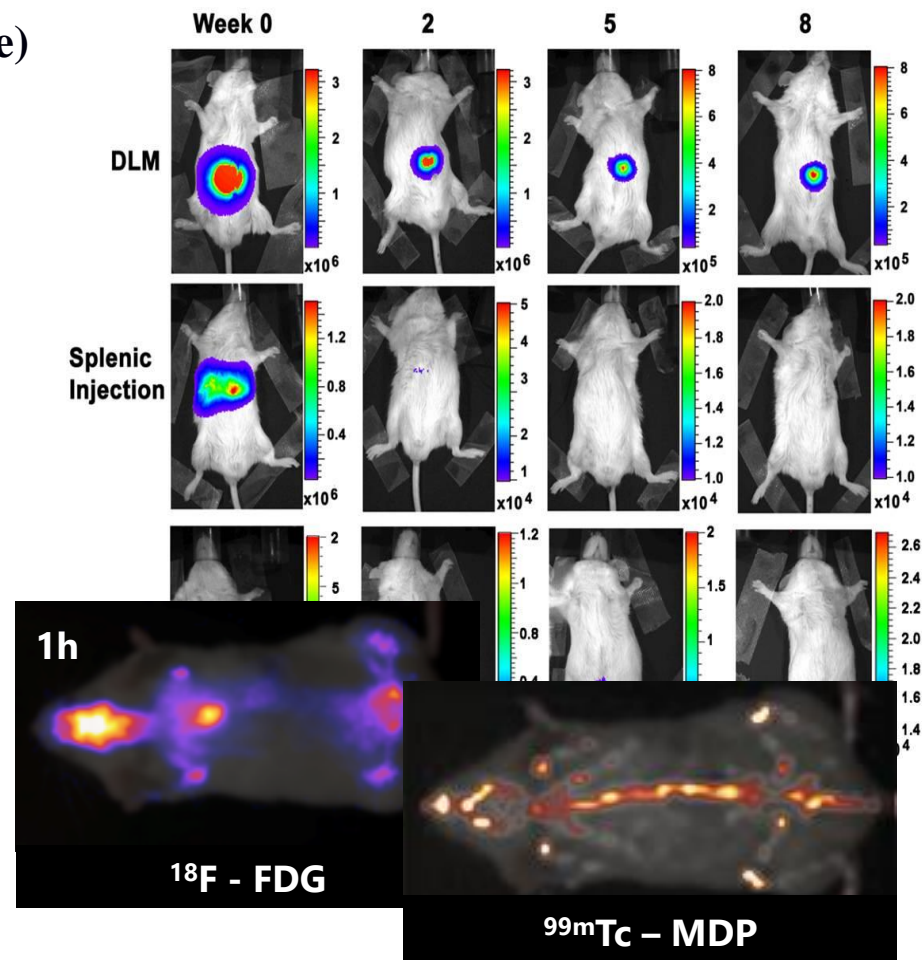 e)
Week 0 2 5 8
DLM
3 3 8 8
2 2 6 6
1 1 4 4
2 2
x10⁶ x10⁶ x10⁵ x10⁵
Splenic
Injection
1.2 5 2.0 2.0
0.8 4 1.8 1.8
0.4 3 1.6 1.6
2 1.4 1.4
1 1.2 1.2
1.0 1.0
x10⁶ x10⁴ x10⁴ x10⁴
2 1.2 2 2.6
5 1 1.5 2.4
0.8 1 2.2
2.0
1.8
1.6
1.4
4
1h
¹⁸F - FDG
⁹⁹ᵐTc – MDP